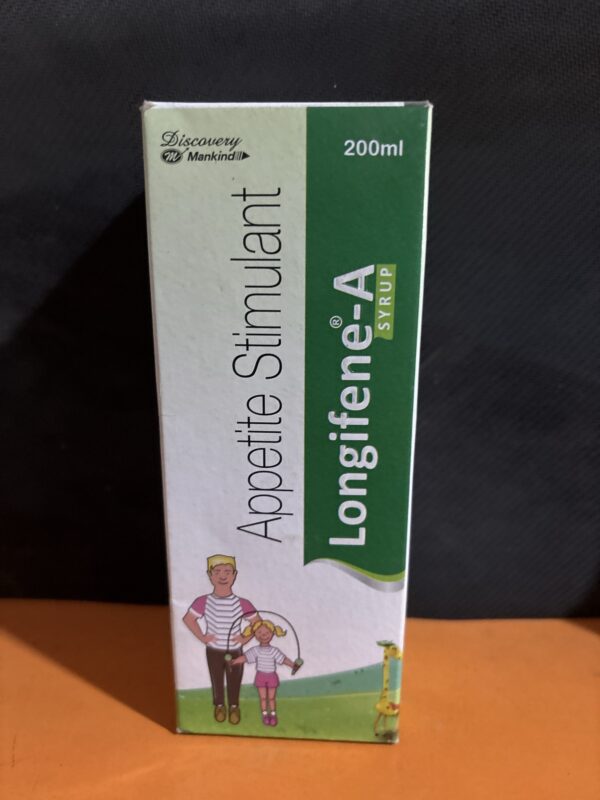 Discovery
Mankind
200ml
Appetite Stimulant
Longifene®-A
SYRUP